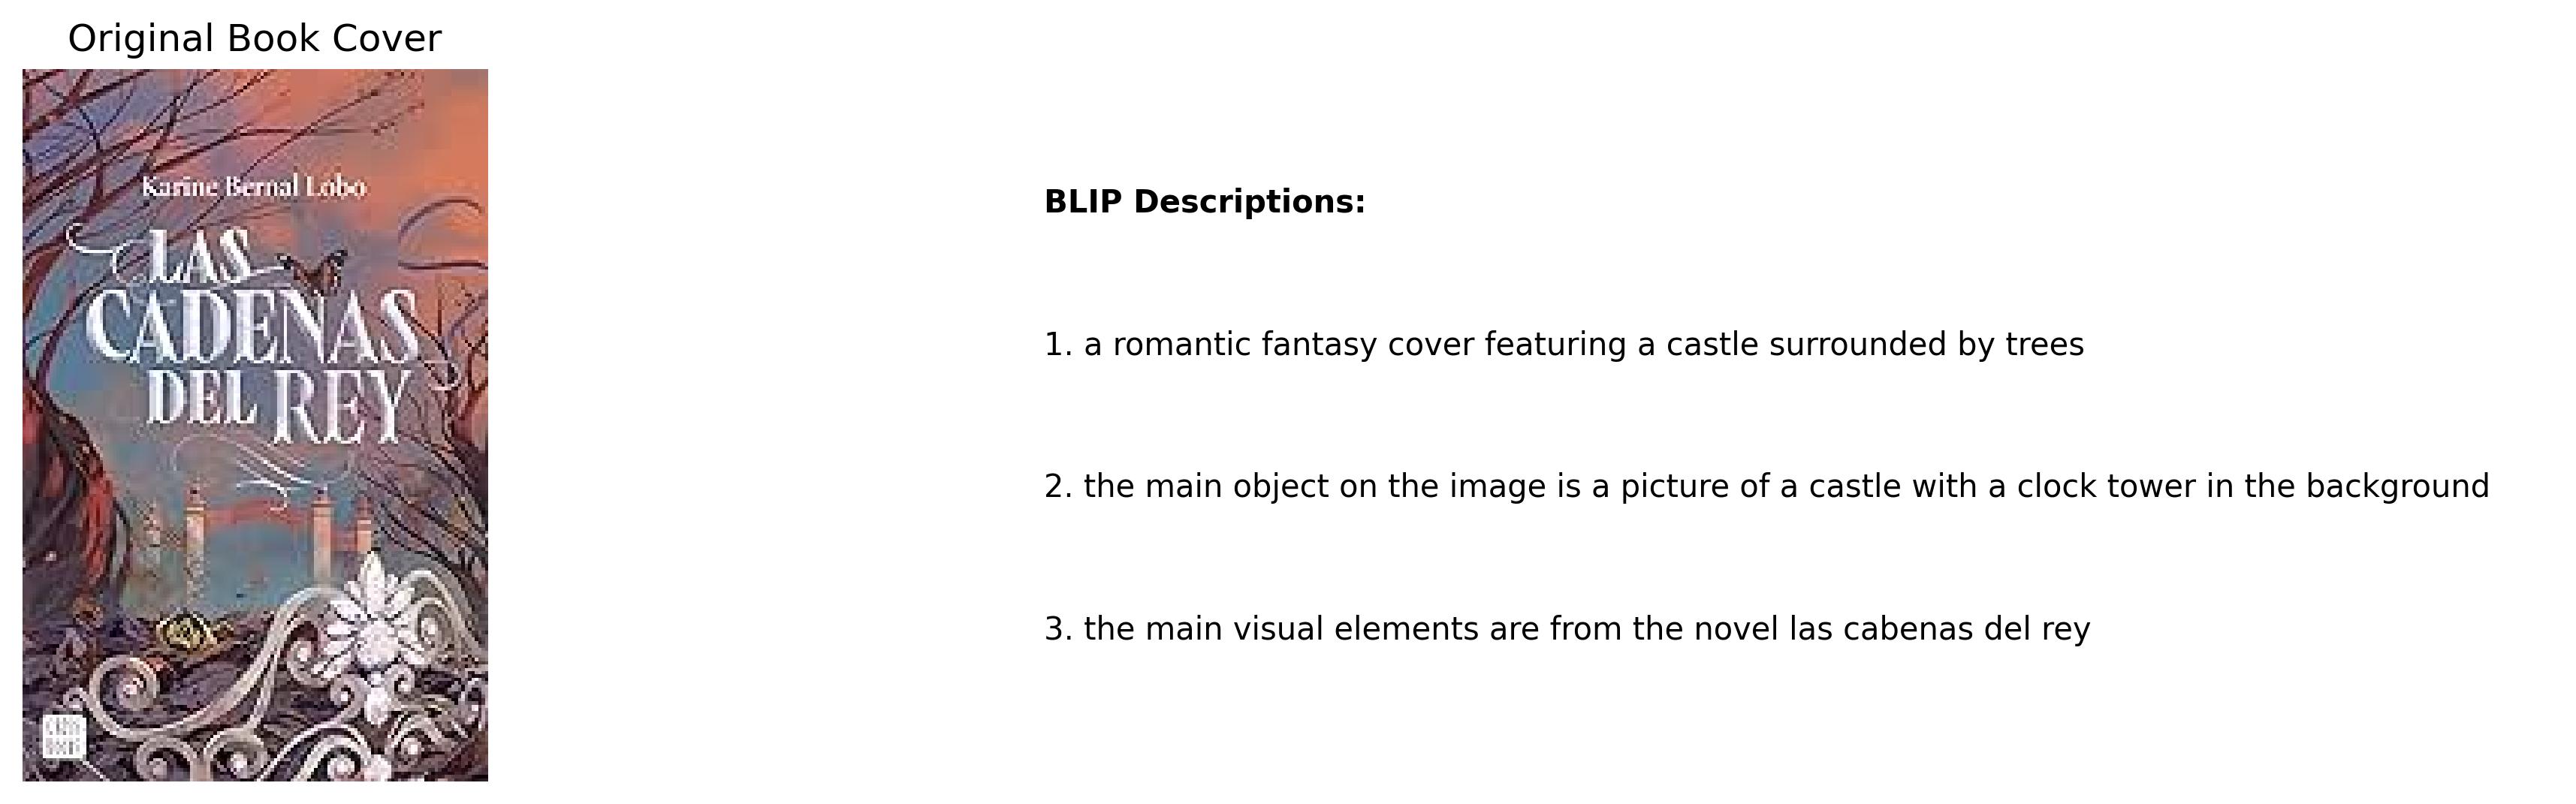 Original Book Cover
Karine Bernal Lobo
LAS
CADENAS
DEL REY
BLIP Descriptions:
1. a romantic fantasy cover featuring a castle surrounded by trees
2. the main object on the image is a picture of a castle with a clock tower in the background
3. the main visual elements are from the novel las cabenas del rey